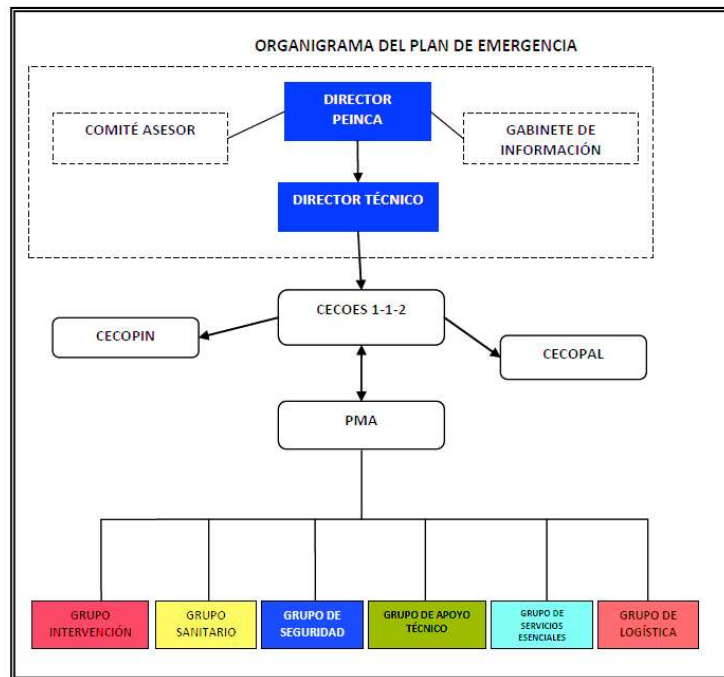 ORGANIGRAMA DEL PLAN DE EMERGENCIA
DIRECTOR
PEINCA
COMITÉ ASESOR
GABINETE DE
INFORMACIÓN
DIRECTOR TÉCNICO
CECOES 1-1-2
CECOPIN
CECOPAL
PMA
GRUPO
INTERVENCIÓN
GRUPO
SANITARIO
GRUPO DE
SEGURIDAD
GRUPO DE APOYO
TÉCNICO
GRUPO DE
SERVICIOS
ESENCIALES
GRUPO DE
LOGÍSTICA